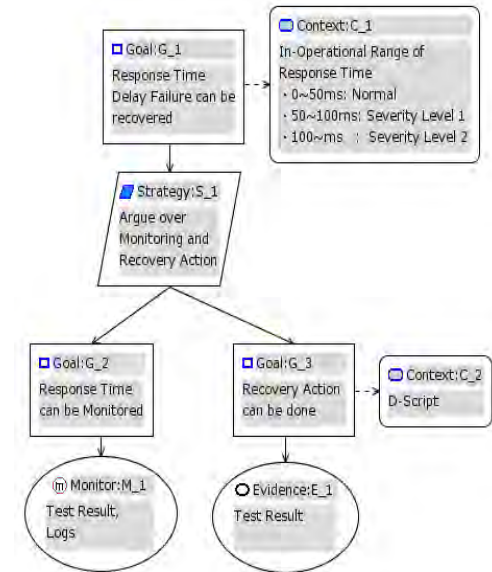 Goal:G_1
Response Time
Delay Failure can be
recovered
Context:C_1
In-Operational Range of
Response Time
・0~50ms: Normal
・50~100ms: Severity Level 1
・100~ms : Severity Level 2
Strategy:S_1
Argue over
Monitoring and
Recovery Action
Goal:G_2
Response Time
can be Monitored
Goal:G_3
Recovery Action
can be done
Context:C_2
D-Script
m Monitor:M_1
Test Result,
Logs
Evidence:E_1
Test Result